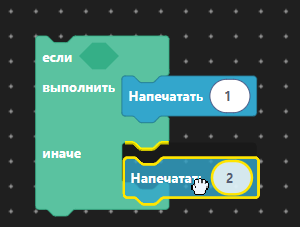 если
выполнить
Напечатать 1
иначе
Напечатать 2